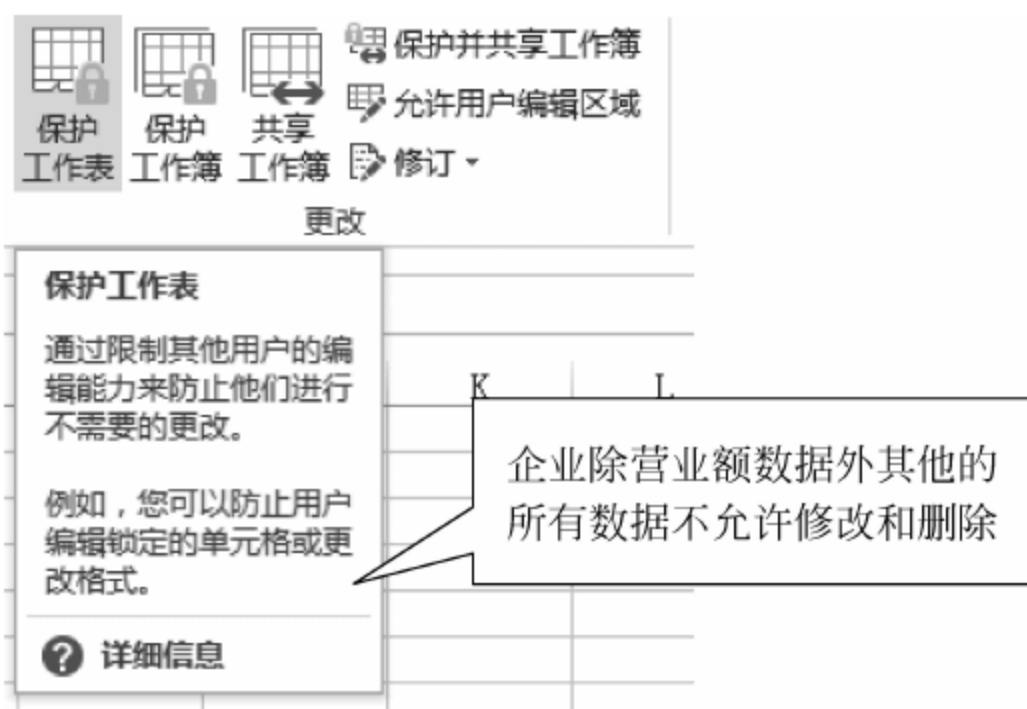 保护并共享工作簿
允许用户编辑区域
保护
工作表
保护
工作簿
共享
工作簿
修订
更改
保护工作表
通过限制其他用户的编
辑能力来防止他们进行
不需要的更改。
例如，您可以防止用户
编辑锁定的单元格或更
改格式。
详细信息
K
L
企业除营业额数据外其他的
所有数据不允许修改和删除